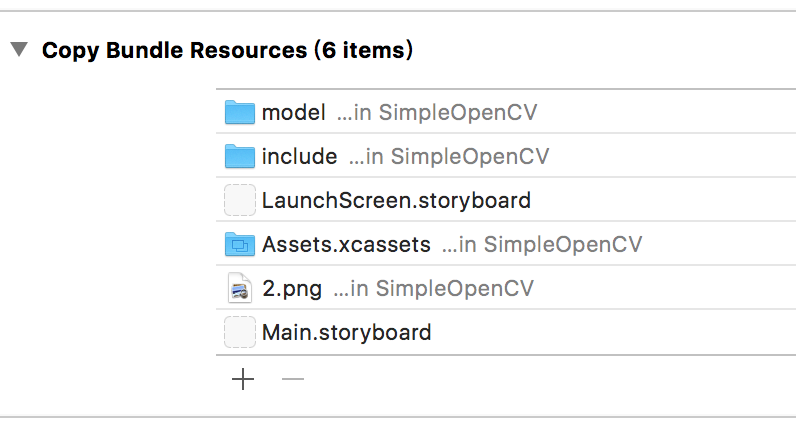 Copy Bundle Resources (6 items)
model ...in SimpleOpenCV
include ...in SimpleOpenCV
LaunchScreen.storyboard
Assets.xcassets ...in SimpleOpenCV
2.png ...in SimpleOpenCV
Main.storyboard